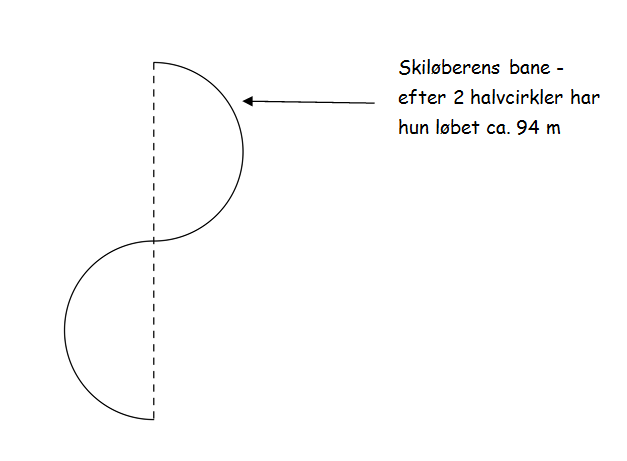 Skiløberens bane -
efter 2 halvcirkler har
hun løbet ca. 94 m